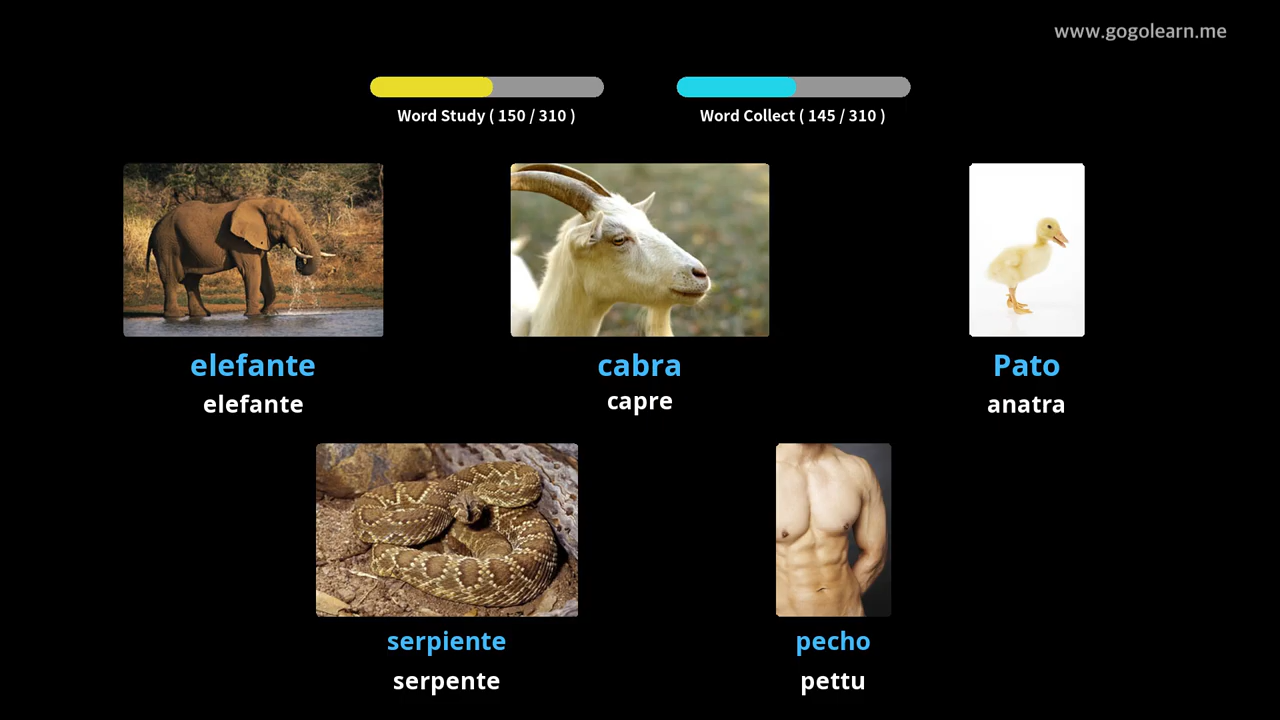 www.gogolearn.me
Word Study ( 150 / 310 )
Word Collect ( 145 / 310 )
elefante
elefante
cabra
capre
Pato
anatra
serpiente
serpente
pecho
pettu